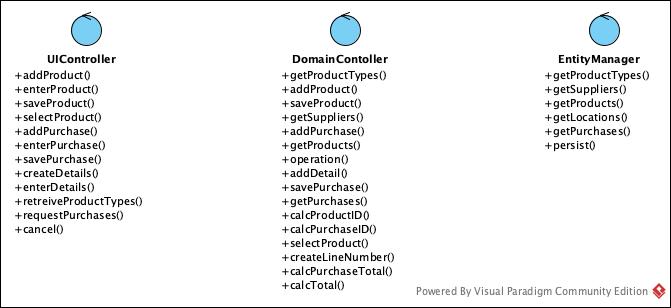 UIController
+addProduct()
+enterProduct()
+saveProduct()
+selectProduct()
+addPurchase()
+enterPurchase()
+savePurchase()
+createDetails()
+enterDetails()
+retreiveProductTypes()
+requestPurchases()
+cancel()
DomainContoller
+getProductTypes()
+addProduct()
+saveProduct()
+getSuppliers()
+addPurchase()
+getProducts()
+operation()
+addDetail()
+savePurchase()
+getPurchases()
+calcProductID()
+calcPurchaseID()
+selectProduct()
+createLineNumber()
+calcPurchaseTotal()
+calcTotal()
EntityManager
+getProductTypes()
+getSuppliers()
+getProducts()
+getLocations()
+getPurchases()
+persist()
Powered By Visual Paradigm Community Edition